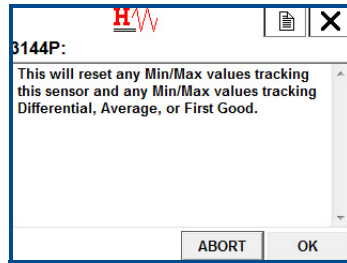 H
3144P:
This will reset any Min/Max values tracking
this sensor and any Min/Max values tracking
Differential, Average, or First Good.
ABORT OK